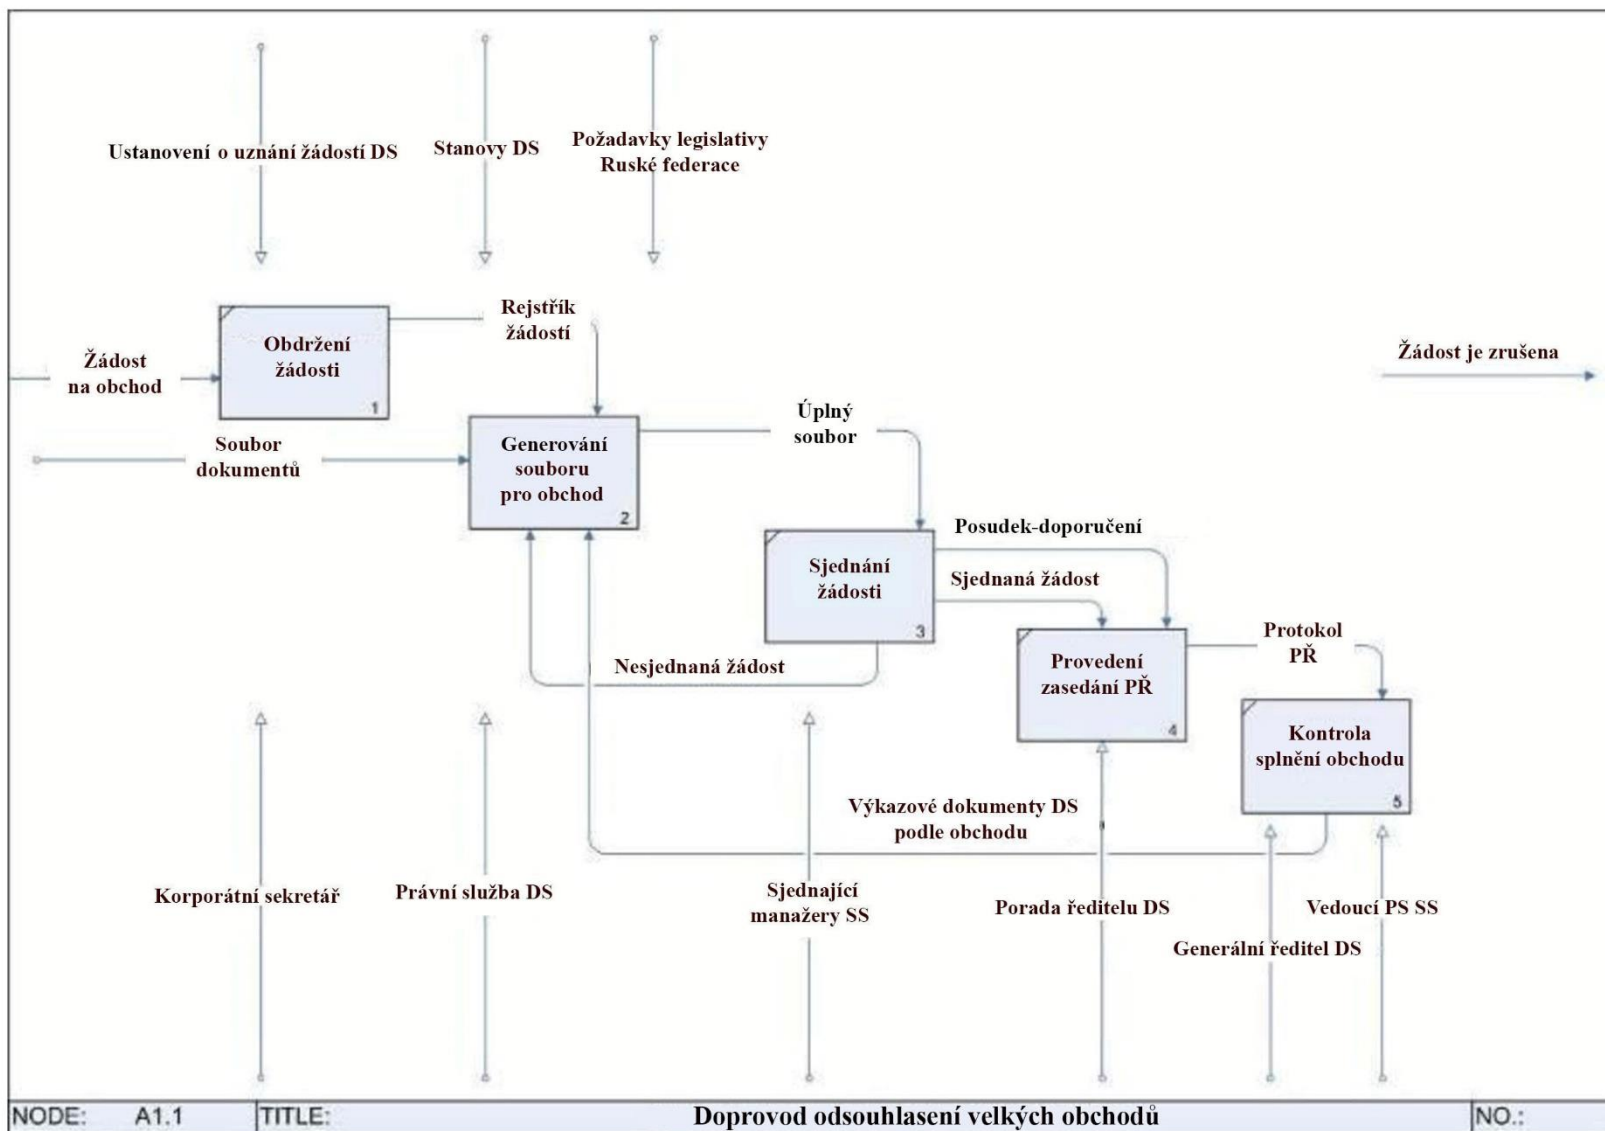 Ustanovení o uznání žádostí DS
Stanovy DS
Požadavky legislativy
Ruské federace
Obdržení
žádosti
1
Rejstřík
žádostí
Žádost
na obchod
Žádost je zrušena
Soubor
dokumentů
Generování
souboru
pro obchod
2
Úplný
soubor
Posudek-doporučení
Sjednání
žádosti
3
Sjednaná žádost
Nesjednaná žádost
Provedení
zasedání PŘ
4
Protokol
PŘ
Kontrola
splnění obchodu
5
Výkazové dokumenty DS
podle obchodu
Korporátní sekretář
Právní služba DS
Sjednající
manažery SS
Porada ředitelu DS
Vedoucí PS SS
Generální ředitel DS
NODE: A1.1 TITLE: Doprovod odsouhlasení velkých obchodů NO.: